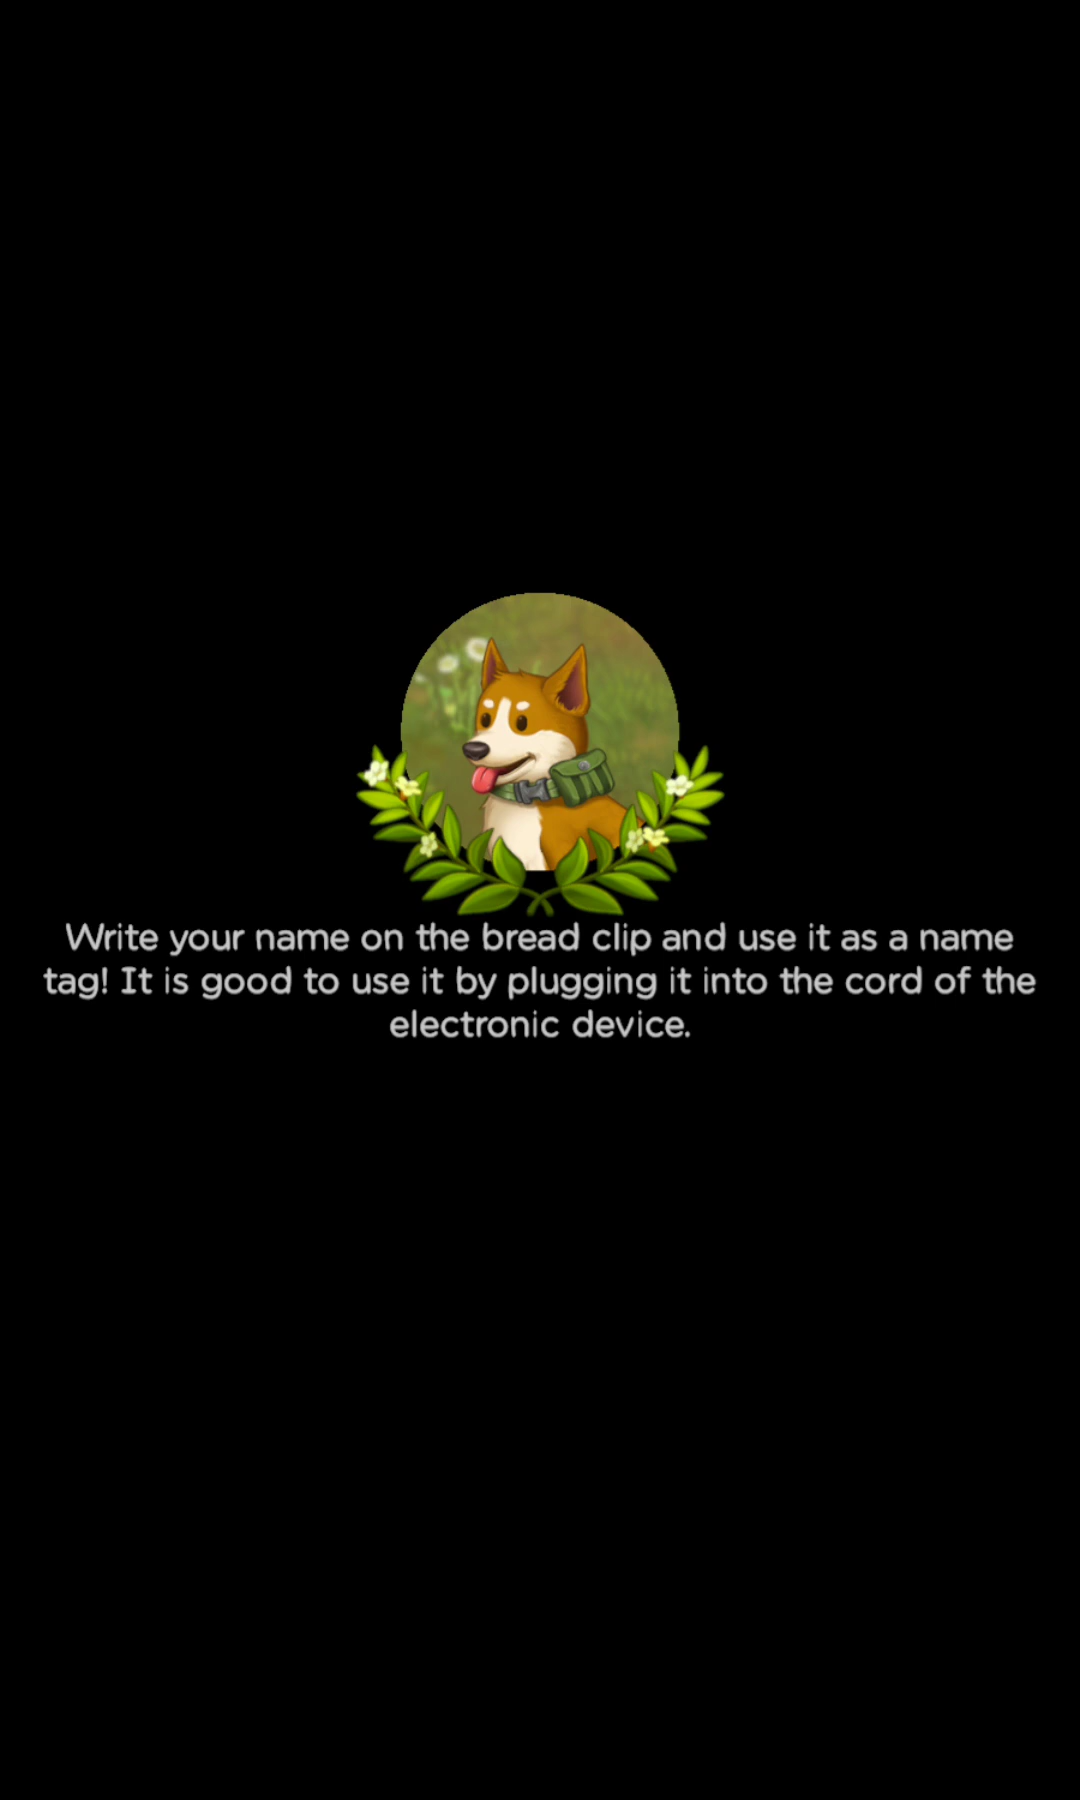 Write your name on the bread clip and use it as a name
tag! It is good to use it by plugging it into the cord of the
electronic device.